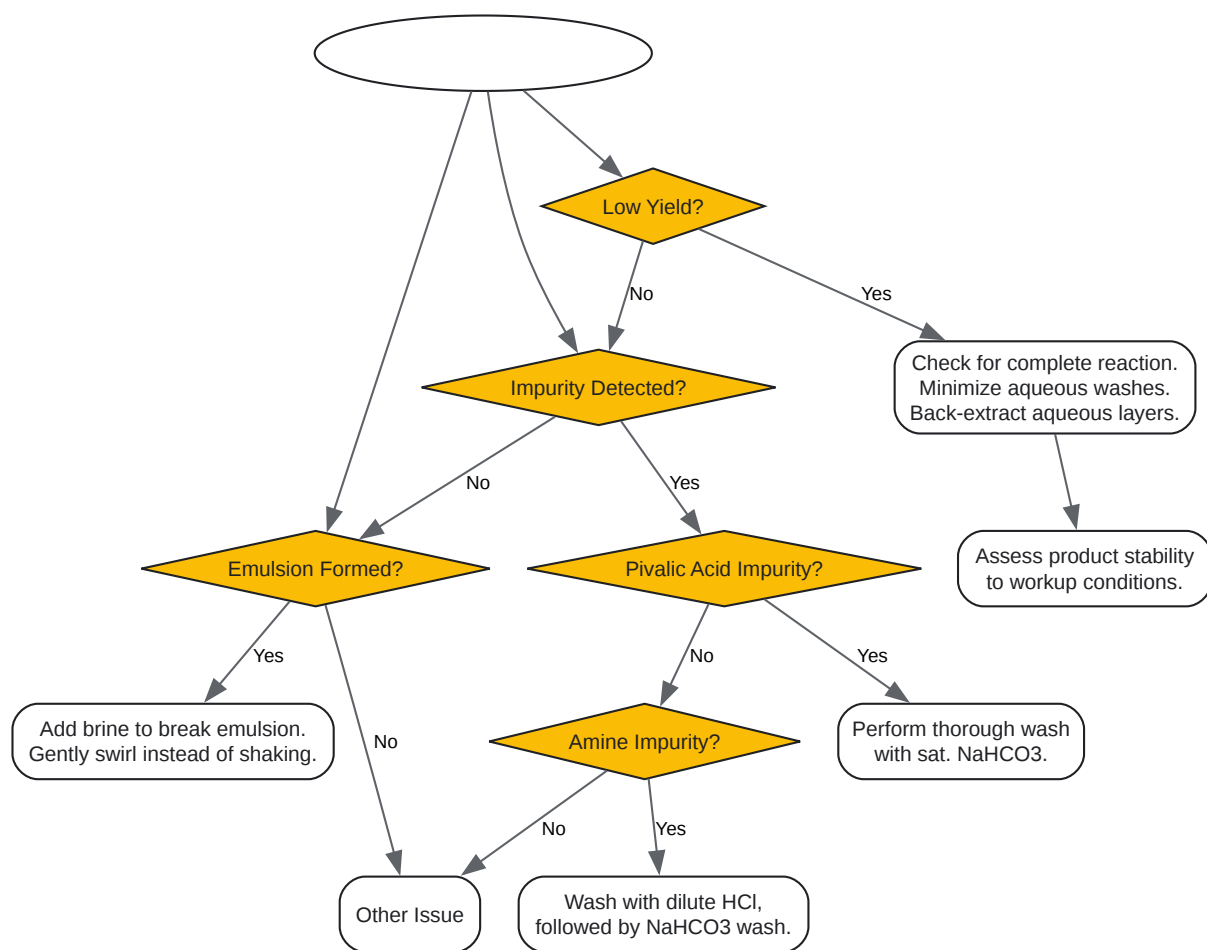 Low Yield?
No
Yes
Impurity Detected?
Check for complete reaction.
Minimize aqueous washes.
Back-extract aqueous layers.
No
Yes
Emulsion Formed?
Pivalic Acid Impurity?
Assess product stability
to workup conditions.
Yes
No
No
Yes
Add brine to break emulsion.
Gently swirl instead of shaking.
Amine Impurity?
Perform thorough wash
with sat. NaHCO3.
No
Yes
Other Issue
Wash with dilute HCl,
followed by NaHCO3 wash.